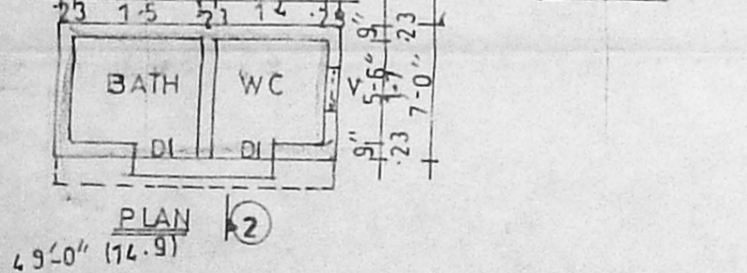 .23 1.5 .23 1.4 .23
BATH WC V
D1 D1
9" 5'-6" 9"
.23 1.7 .23
7'-0"
PLAN 2
49'-0" (14.9)